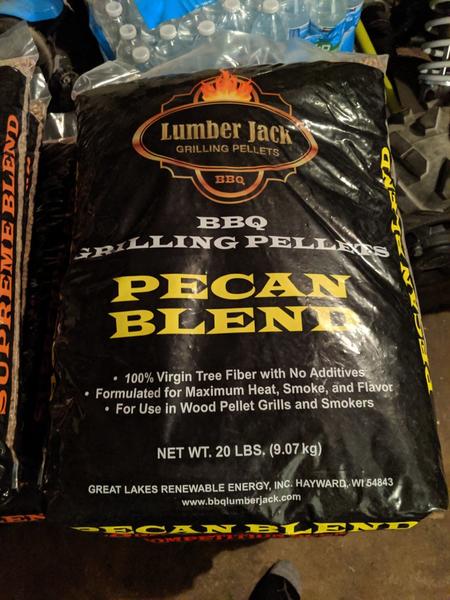 Lumber Jack
GRILLING PELLETS
BBQ
BBQ
GRILLING PELLETS
PECAN
BLEND
• 100% Virgin Tree Fiber with No Additives
• Formulated for Maximum Heat, Smoke, and Flavor
• For Use in Wood Pellet Grills and Smokers
NET WT. 20 LBS. (9.07kg)
GREAT LAKES RENEWABLE ENERGY, INC. HAYWARD, WI 54843
www.bbqlumberjack.com
PECAN BLEND
PECAN BLEND
SUPREME BLEND